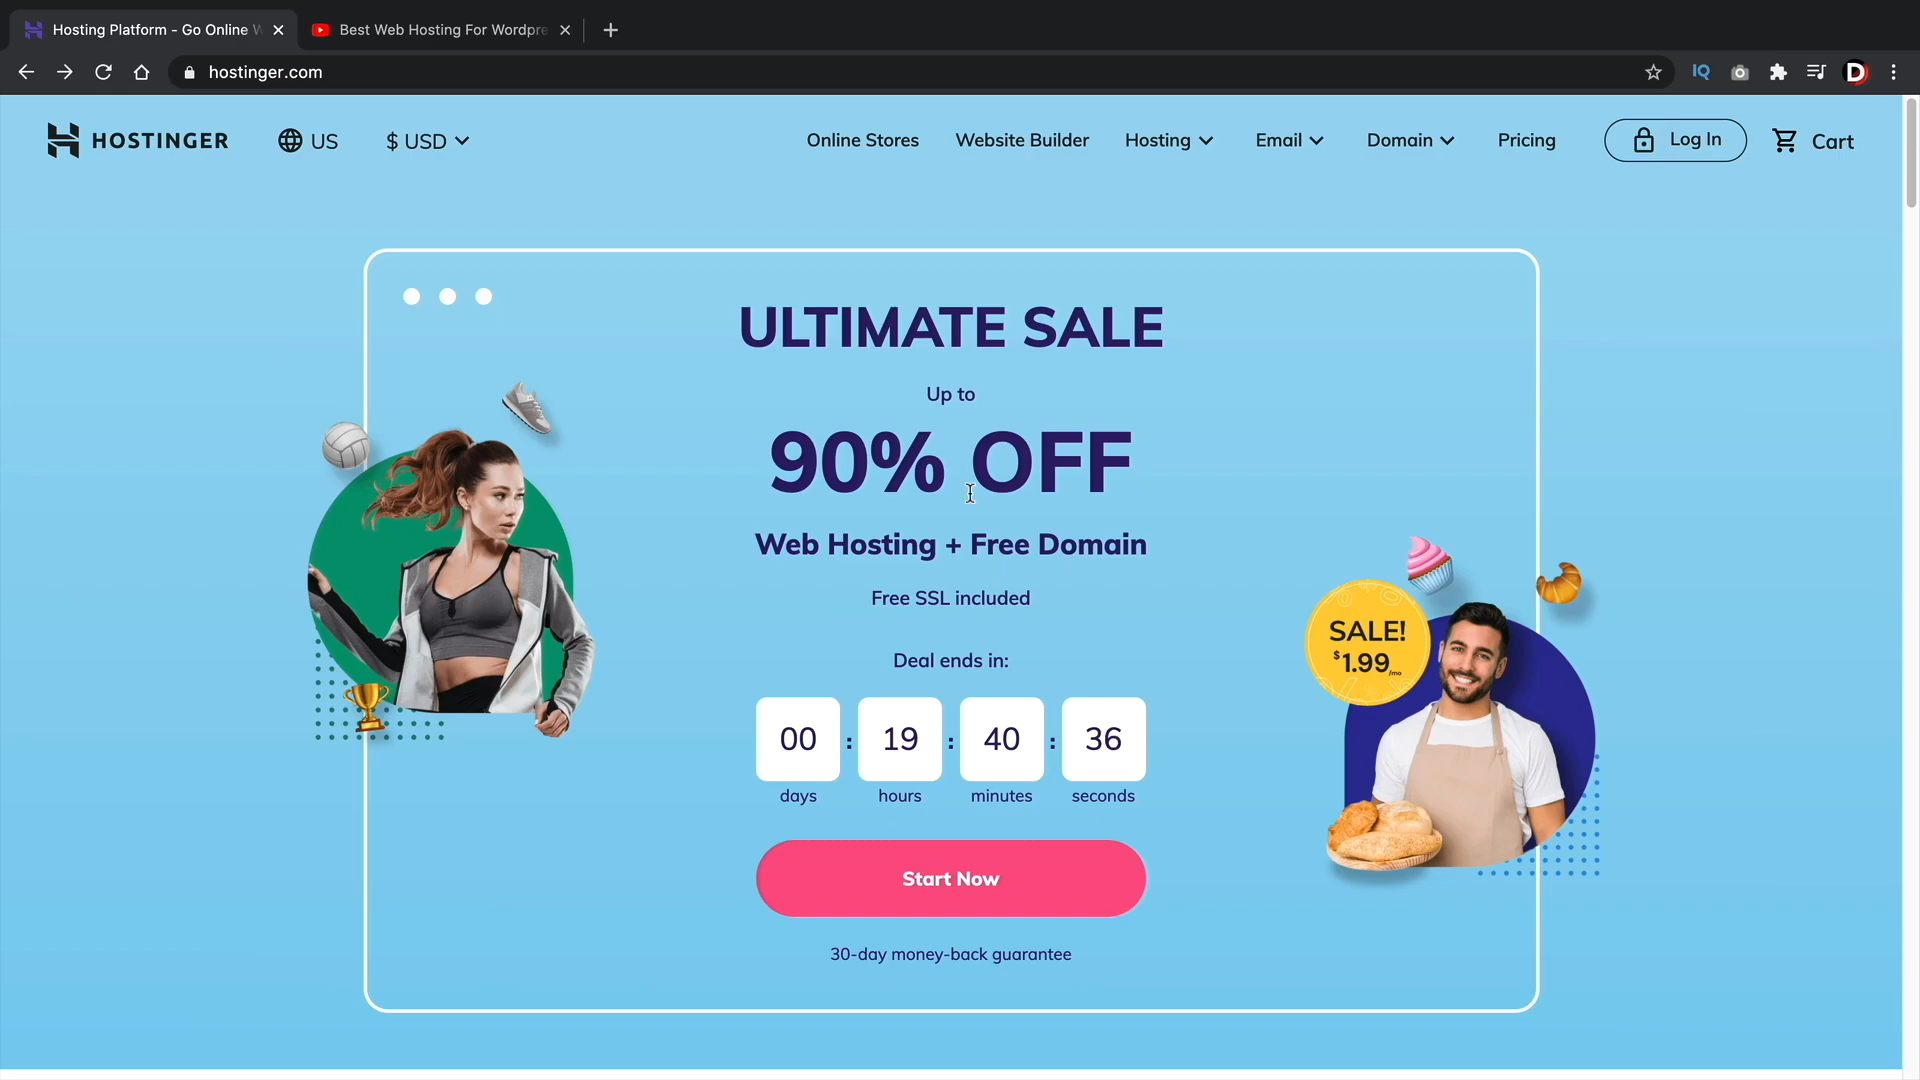 Hosting Platform - Go Online W
Best Web Hosting For Wordpre
hostinger.com
IQ
D
HOSTINGER
US
$ USD
Online Stores
Website Builder
Hosting
Email
Domain
Pricing
Log In
Cart
ULTIMATE SALE
Up to
90% OFF
Web Hosting + Free Domain
Free SSL included
SALE!
$1.99/mo
Deal ends in:
00 : 19 : 40 : 36
days hours minutes seconds
Start Now
30-day money-back guarantee